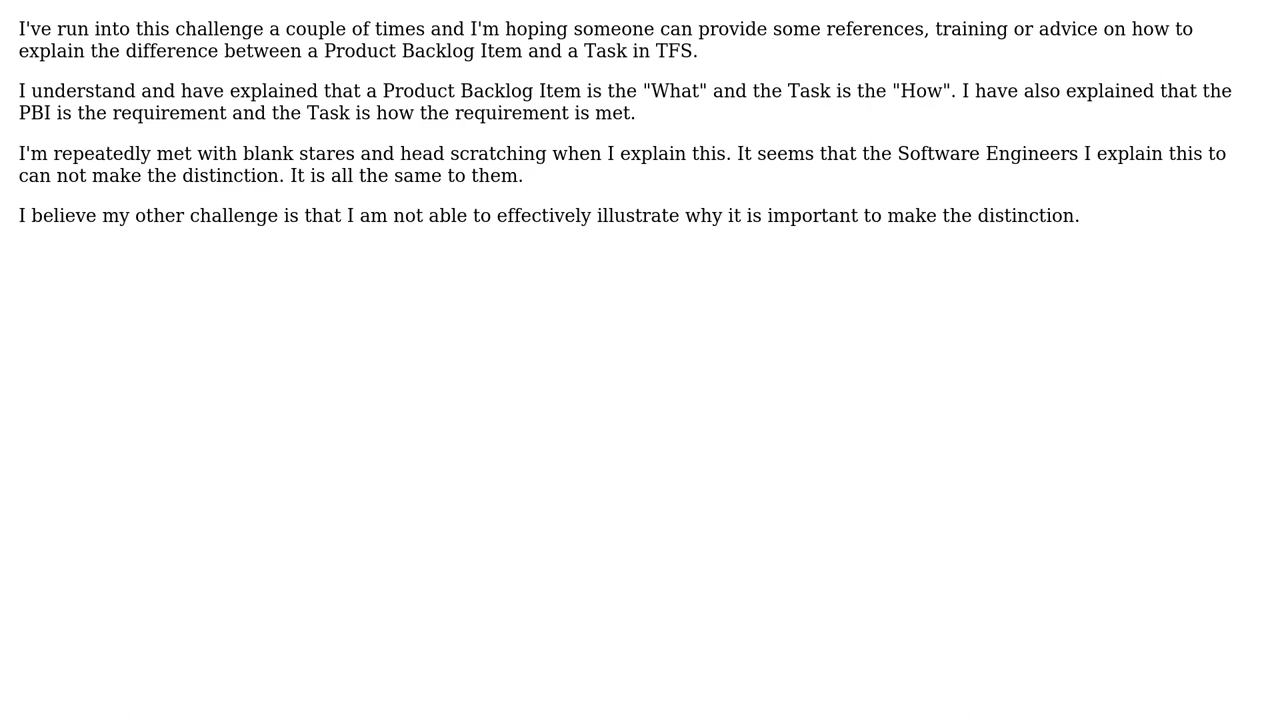 I've run into this challenge a couple of times and I'm hoping someone can provide some references, training or advice on how to
explain the difference between a Product Backlog Item and a Task in TFS.
I understand and have explained that a Product Backlog Item is the "What" and the Task is the "How". I have also explained that the
PBI is the requirement and the Task is how the requirement is met.
I'm repeatedly met with blank stares and head scratching when I explain this. It seems that the Software Engineers I explain this to
can not make the distinction. It is all the same to them.
I believe my other challenge is that I am not able to effectively illustrate why it is important to make the distinction.